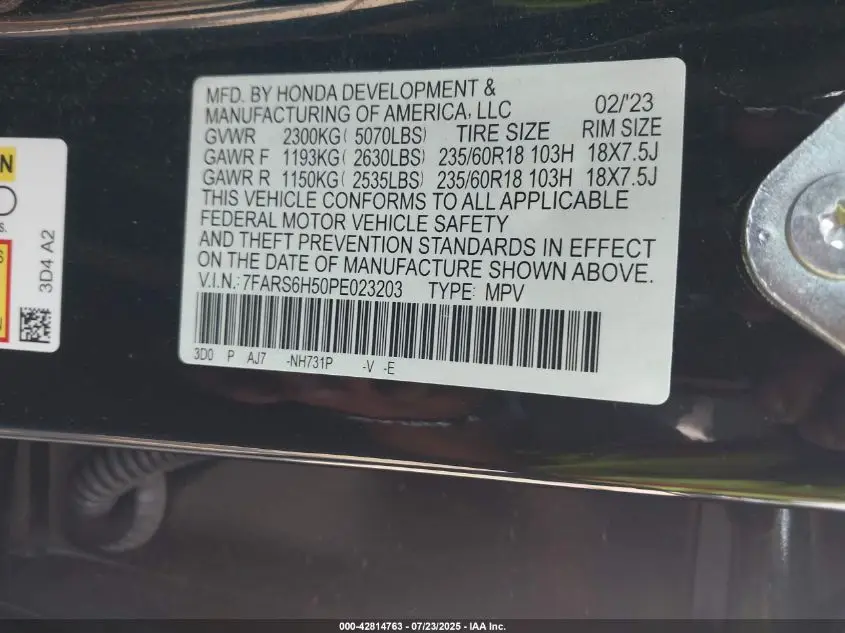 MFD. BY HONDA DEVELOPMENT &
MANUFACTURING OF AMERICA, LLC 02/'23
GVWR 2300KG( 5070LBS) TIRE SIZE RIM SIZE
GAWR F 1193KG( 2630LBS) 235/60R18 103H 18X7.5J
GAWR R 1150KG( 2535LBS) 235/60R18 103H 18X7.5J
THIS VEHICLE CONFORMS TO ALL APPLICABLE
FEDERAL MOTOR VEHICLE SAFETY
AND THEFT PREVENTION STANDARDS IN EFFECT
ON THE DATE OF MANUFACTURE SHOWN ABOVE.
V.I.N.: 7FARS6H50PE023203 TYPE: MPV
3D0 P AJ7 -NH731P -V -E
3D4 A2
000-42814763 - 07/23/2025 - IAA Inc.